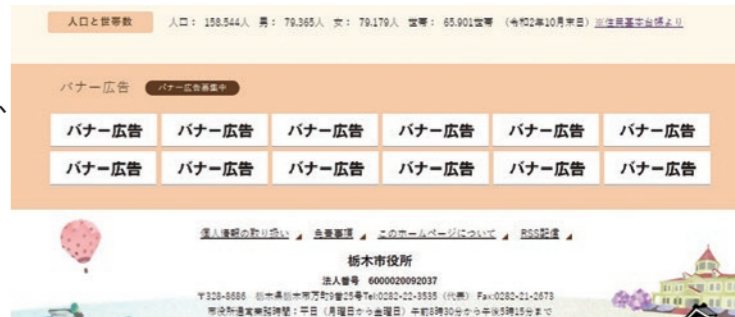 人口と世帯数 人口： 158,544人 男： 79,365人 女： 79,179人 世帯： 65,901世帯 （令和2年10月末日）※住民基本台帳より
バナー広告 バナー広告募集中
、
バナー広告 バナー広告 バナー広告 バナー広告 バナー広告 バナー広告
バナー広告 バナー広告 バナー広告 バナー広告 バナー広告 バナー広告
個人情報の取り扱い 免責事項 このホームページについて RSS配信
栃木市役所
法人番号 6000020092037
〒328-8686 栃木県栃木市万町9番25号Tel:0282-22-3535（代表） Fax:0282-21-2673
市役所通常業務時間：平日（月曜日から金曜日）午前8時30分から午後5時15分まで